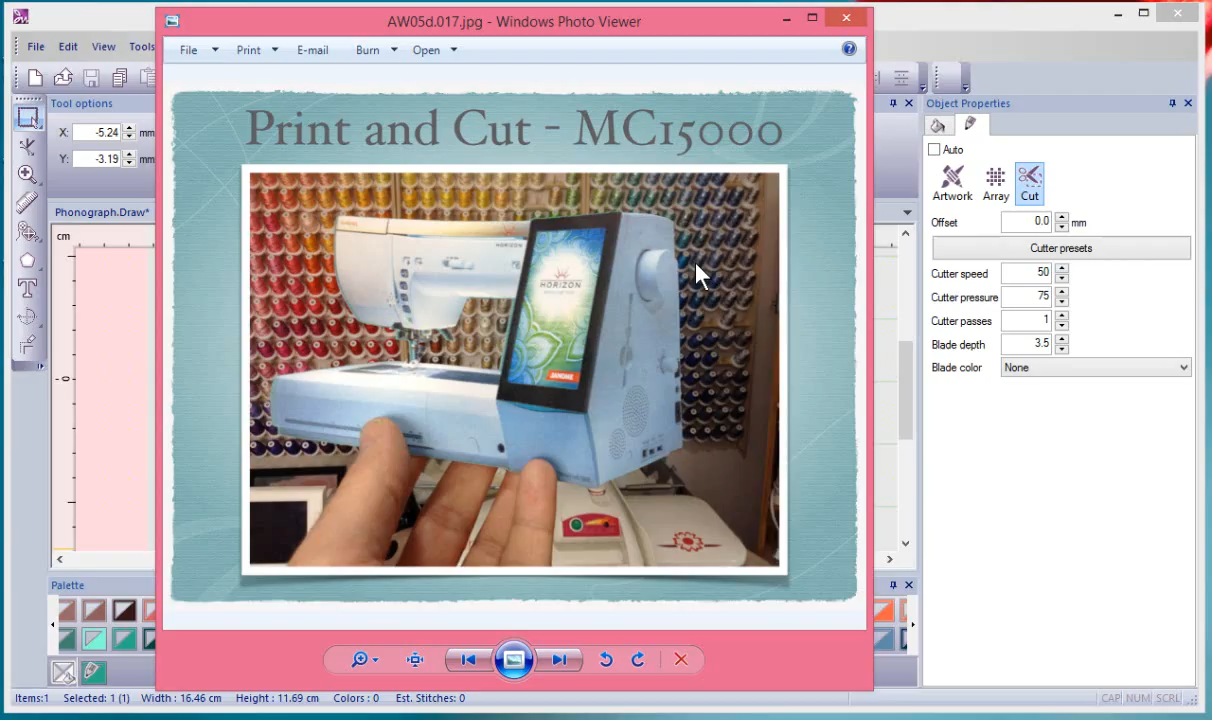 AW05d.017.jpg - Windows Photo Viewer
File Print E-mail Burn Open
File Edit View Tools
Tool options
X: -5.24 mm
Y: -3.19 mm
Phonograph.Draw*
cm
0
Print and Cut - MC15000
HORIZON
HORIZON
JANOME
Object Properties
Auto
Artwork Array Cut
Offset 0.0 mm
Cutter presets
Cutter speed 50
Cutter pressure 75
Cutter passes 1
Blade depth 3.5
Blade color None
Palette
Items:1 Selected: 1 (1) Width : 16.46 cm Height : 11.69 cm Colors : 0 Est. Stitches: 0
CAP NUM SCRL